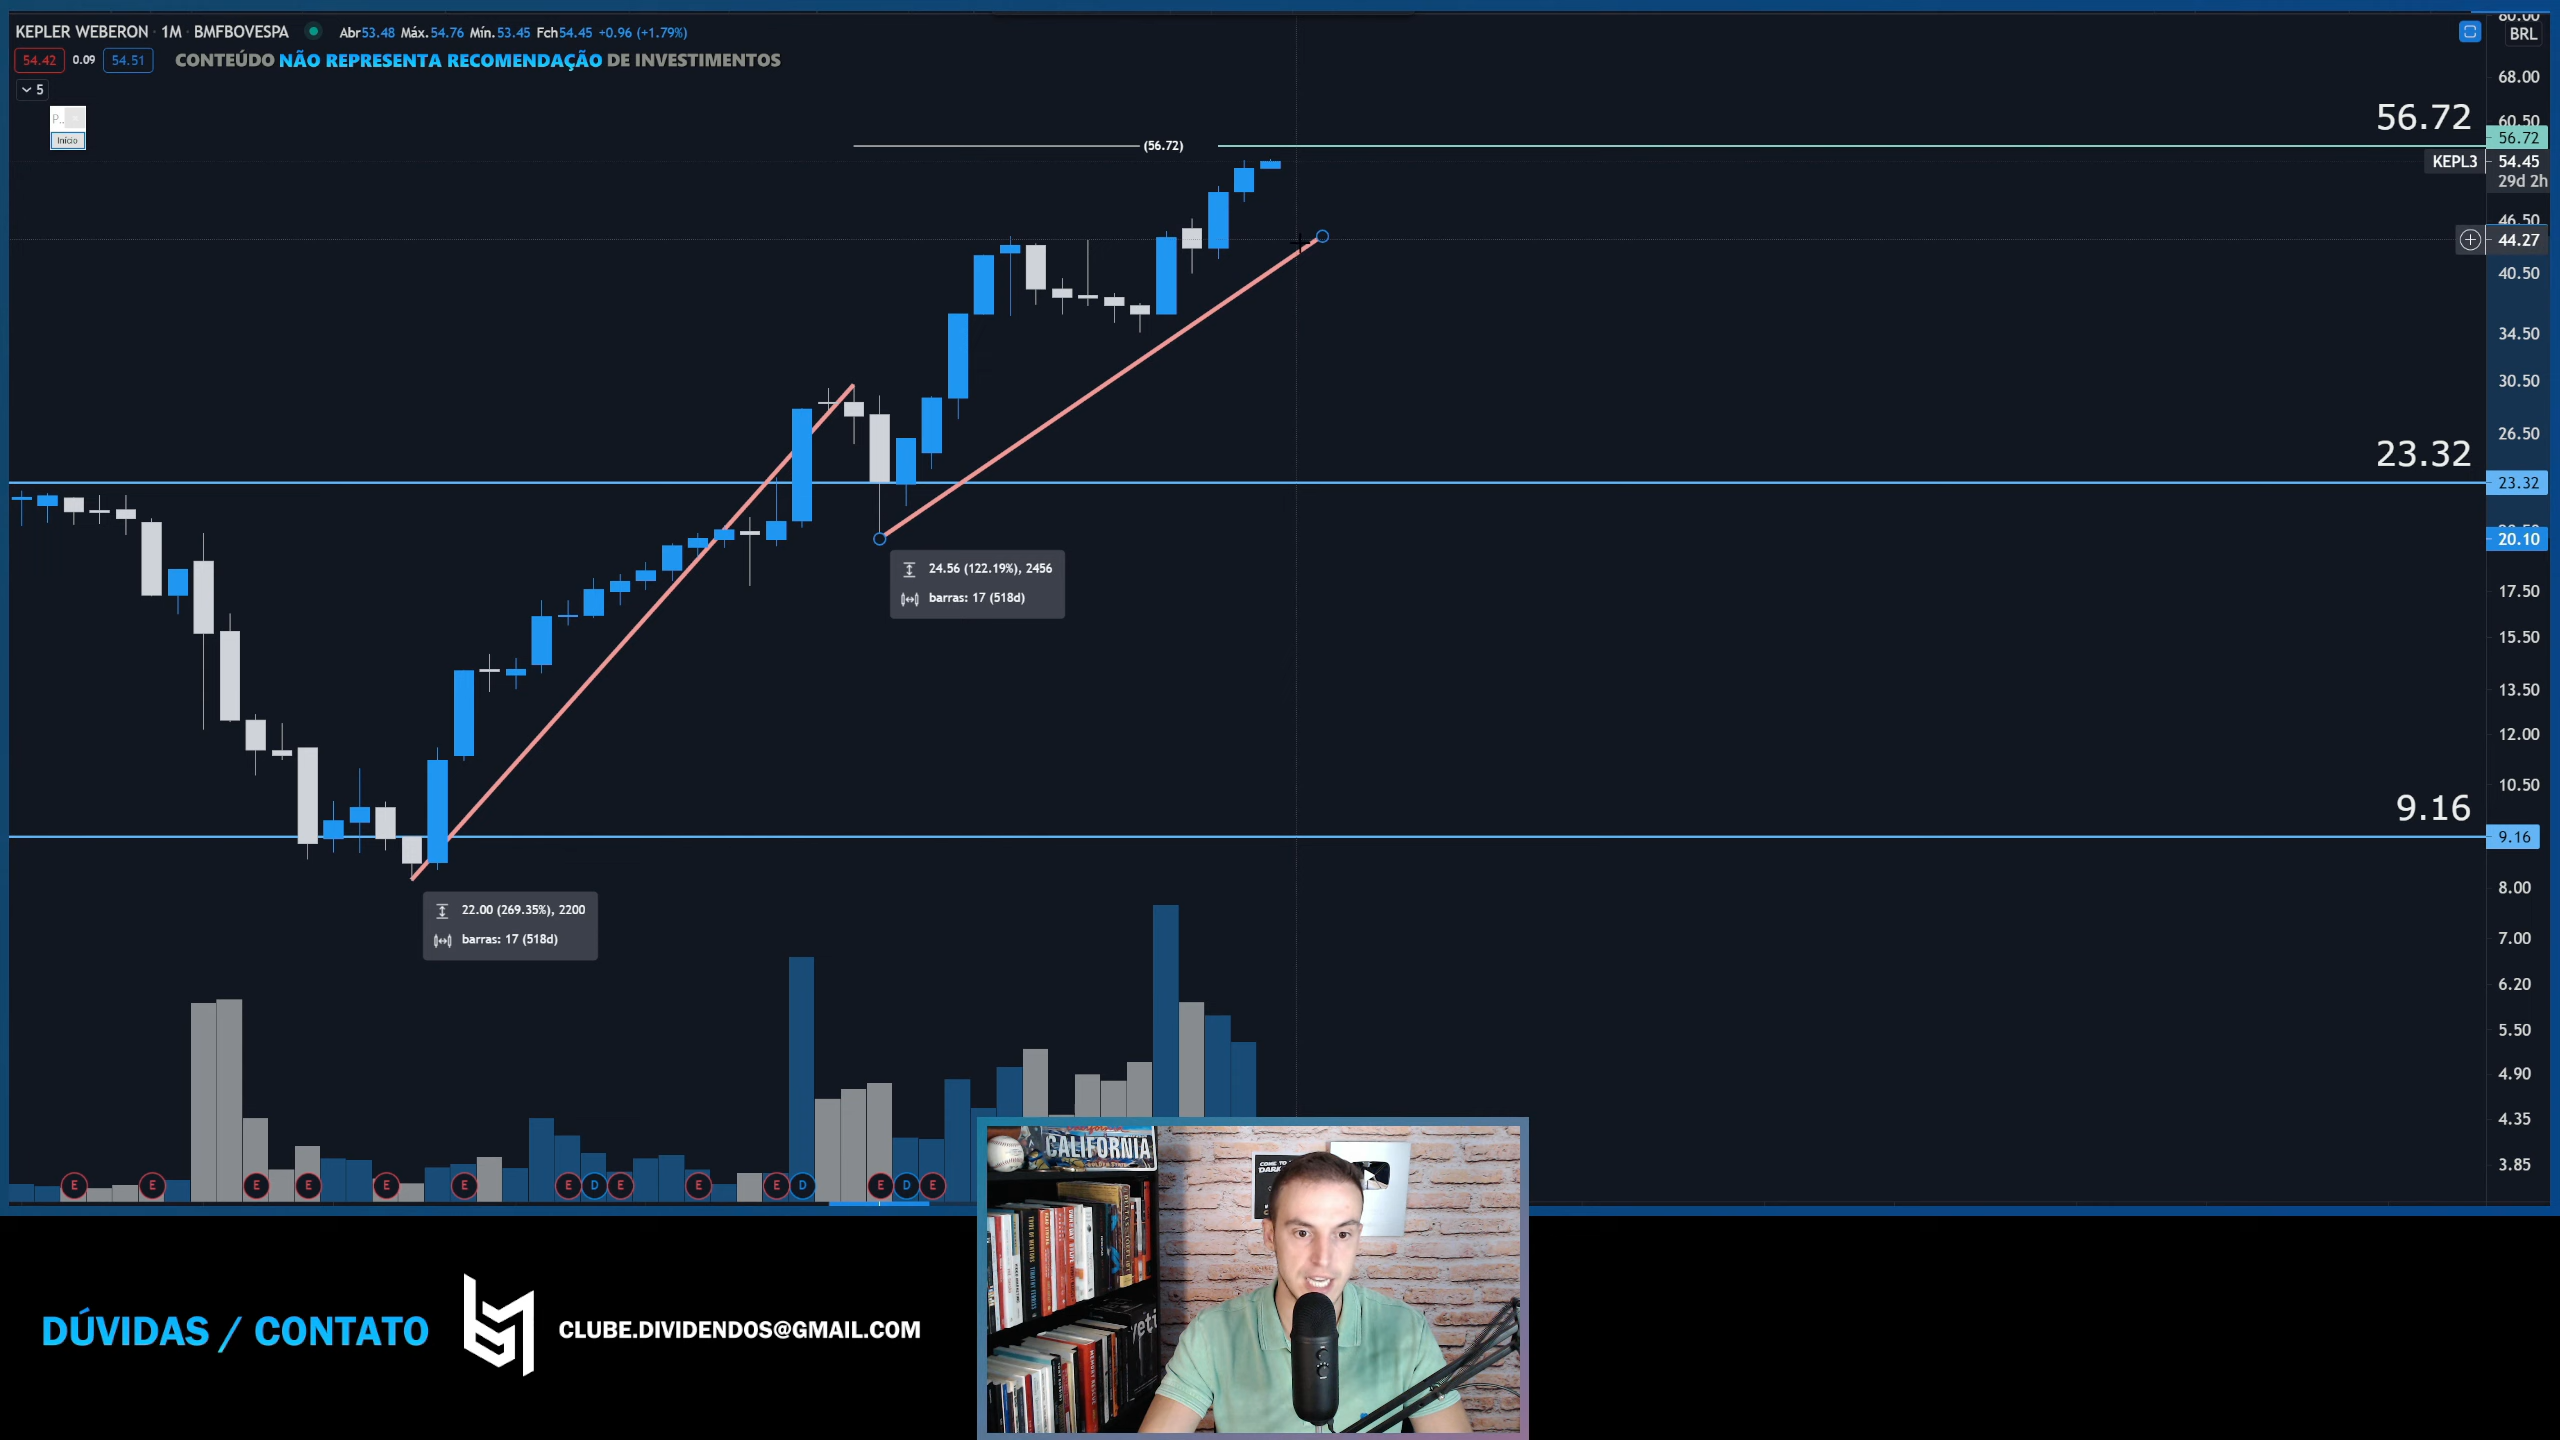 KEPLER WEBERON · 1M · BMFBOVESPA Abr53.48 Máx.54.76 Mín.53.45 Fch54.45 +0.96 (+1.79%)
54.42 0.09 54.51
CONTEÚDO NÃO REPRESENTA RECOMENDAÇÃO DE INVESTIMENTOS
5
P..
Início
80.00
BRL
68.00
56.72
60.50
56.72
(56.72)
KEPL3 54.45
29d 2h
46.50
44.27
40.50
34.50
30.50
26.50
23.32
23.32
20.10
24.56 (122.19%), 2456
barras: 17 (518d)
17.50
15.50
13.50
12.00
10.50
9.16
9.16
8.00
22.00 (269.35%), 2200
barras: 17 (518d)
7.00
6.20
5.50
4.90
4.35
3.85
E E E E E E E D E E E D E D E
CALIFORNIA
COME TO
DARK
DÚVIDAS / CONTATO
CLUBE.DIVIDENDOS@GMAIL.COM